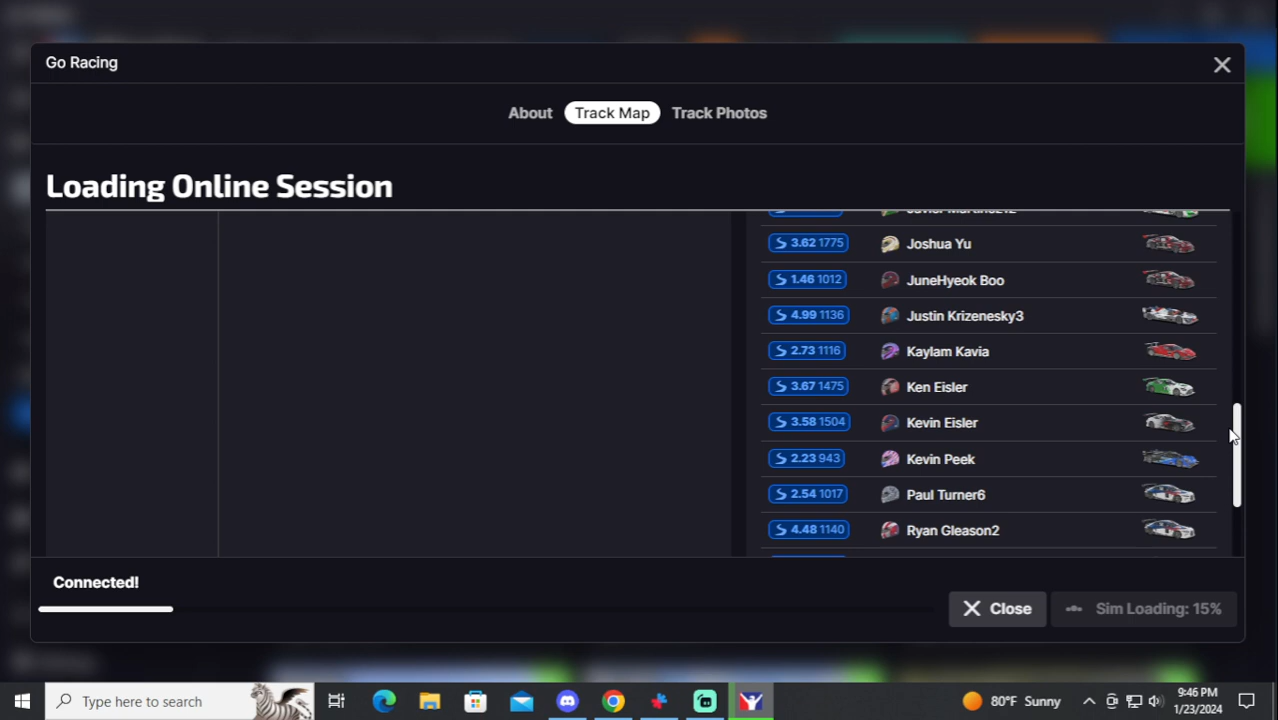 Go Racing
About Track Map Track Photos
Loading Online Session
3.62 1775 Joshua Yu
1.46 1012 JuneHyeok Boo
4.99 1136 Justin Krizenesky3
2.73 1116 Kaylam Kavia
3.67 1475 Ken Eisler
3.58 1504 Kevin Eisler
2.23 943 Kevin Peek
2.54 1017 Paul Turner6
4.48 1140 Ryan Gleason2
Connected!
Close Sim Loading: 15%
Type here to search 80°F Sunny 9:46 PM
1/23/2024